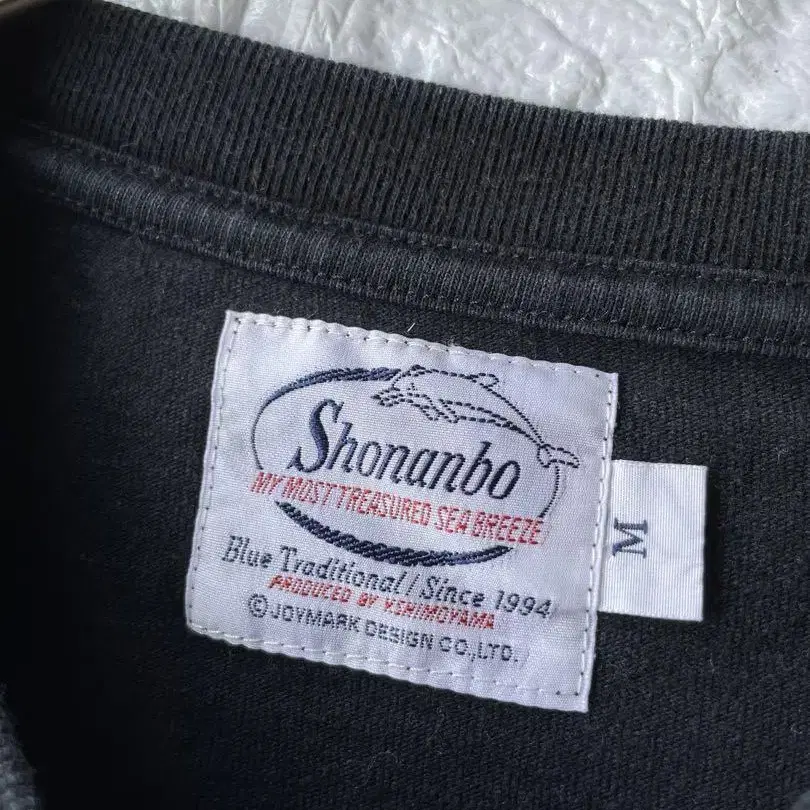 Shonanbo
MY MOST TREASURED SEA BREEZE
Blue Traditional / Since 1994
PRODUCED BY Y.SHIMOYAMA
© JOYMARK DESIGN CO.,LTD.
M